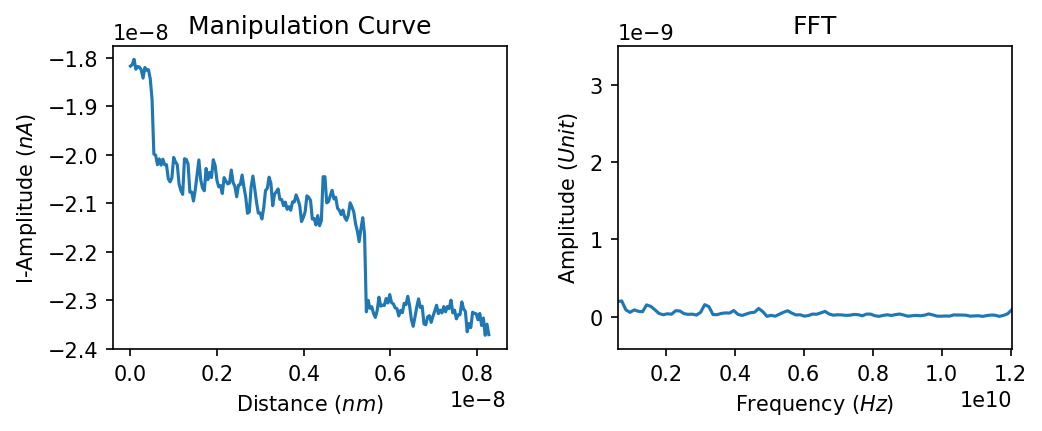 Manipulation Curve
1e−8
−1.8
−1.9
−2.0
−2.1
−2.2
−2.3
−2.4
I-Amplitude (nA)
0.0 0.2 0.4 0.6 0.8
1e−8
Distance (nm)
FFT
1e−9
3
2
1
0
Amplitude (Unit)
0.2 0.4 0.6 0.8 1.0 1.2
1e10
Frequency (Hz)